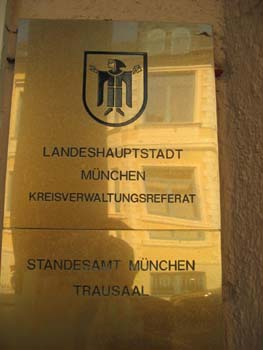 LANDESHAUPTSTADT
MÜNCHEN
KREISVERWALTUNGSREFERAT
STANDESAMT MÜNCHEN
TRAUSAAL